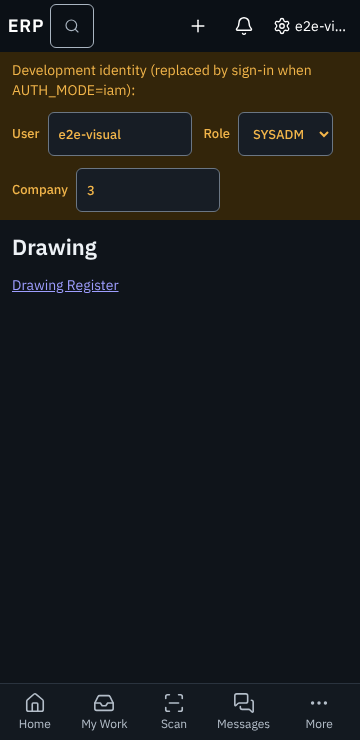 ERP e2e-vi...
Development identity (replaced by sign-in when
AUTH_MODE=iam):
User e2e-visual Role SYSADM
Company 3
Drawing
Drawing Register
Home My Work Scan Messages More